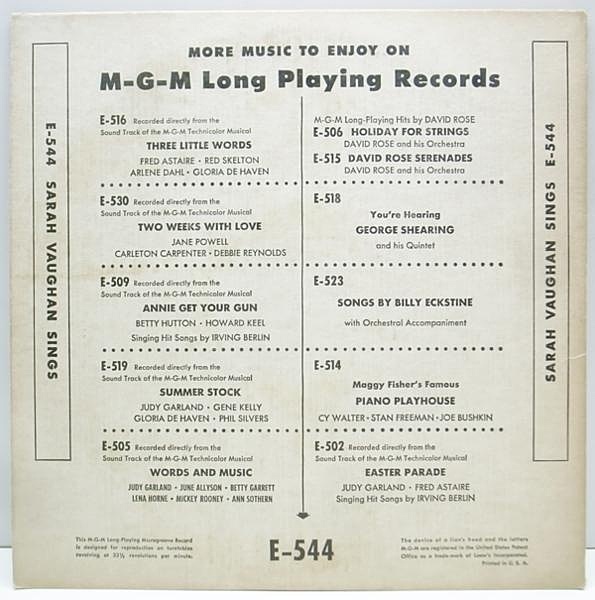 MORE MUSIC TO ENJOY ON
M-G-M Long Playing Records
E-544 SARAH VAUGHAN SINGS
E-516 Recorded directly from the
Sound Track of the M-G-M Technicolor Musical
THREE LITTLE WORDS
FRED ASTAIRE · RED SKELTON
ARLENE DAHL · GLORIA DE HAVEN
E-530 Recorded directly from the
Sound Track of the M-G-M Technicolor Musical
TWO WEEKS WITH LOVE
JANE POWELL
CARLETON CARPENTER · DEBBIE REYNOLDS
E-509 Recorded directly from the
Sound Track of the M-G-M Technicolor Musical
ANNIE GET YOUR GUN
BETTY HUTTON · HOWARD KEEL
Singing Hit Songs by IRVING BERLIN
E-519 Recorded directly from the
Sound Track of the M-G-M Technicolor Musical
SUMMER STOCK
JUDY GARLAND · GENE KELLY
GLORIA DE HAVEN · PHIL SILVERS
E-505 Recorded directly from the
Sound Track of the M-G-M Technicolor Musical
WORDS AND MUSIC
JUDY GARLAND · JUNE ALLYSON · BETTY GARRETT
LENA HORNE · MICKEY ROONEY · ANN SOTHERN
M-G-M Long-Playing Hits by DAVID ROSE
E-506 HOLIDAY FOR STRINGS
DAVID ROSE and his Orchestra
E-515 DAVID ROSE SERENADES
DAVID ROSE and his Orchestra
E-518
You're Hearing
GEORGE SHEARING
and his Quintet
E-523
SONGS BY BILLY ECKSTINE
with Orchestral Accompaniment
E-514
Maggy Fisher's Famous
PIANO PLAYHOUSE
CY WALTER · STAN FREEMAN · JOE BUSHKIN
E-502 Recorded directly from the
Sound Track of the M-G-M Technicolor Musical
EASTER PARADE
JUDY GARLAND · FRED ASTAIRE
Singing Hit Songs by IRVING BERLIN
SARAH VAUGHAN SINGS E-544
This M-G-M Long-Playing Microgroove Record
is designed for reproduction on turntables
revolving at 33⅓ revolutions per minute.
E-544
The device of a lion's head and the letters
M-G-M are registered in the United States Patent
Office as a trade-mark of Loew's Incorporated.
Printed in U. S. A.